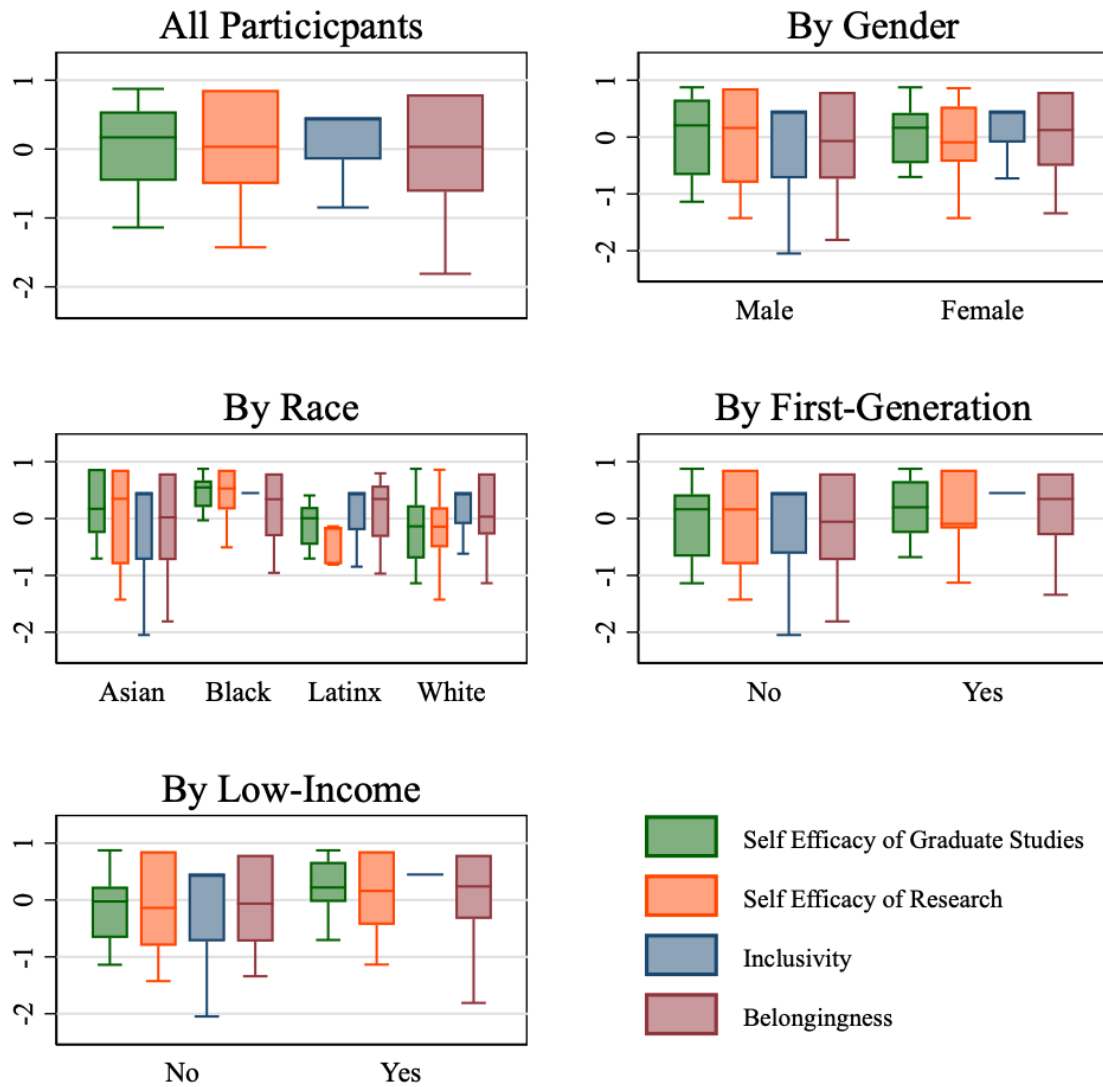 All Particicpants
1
0
-1
-2
By Gender
1
0
-1
-2
Male Female
By Race
1
0
-1
-2
Asian Black Latinx White
By First-Generation
1
0
-1
-2
No Yes
By Low-Income
1
0
-1
-2
No Yes
Self Efficacy of Graduate Studies
Self Efficacy of Research
Inclusivity
Belongingness